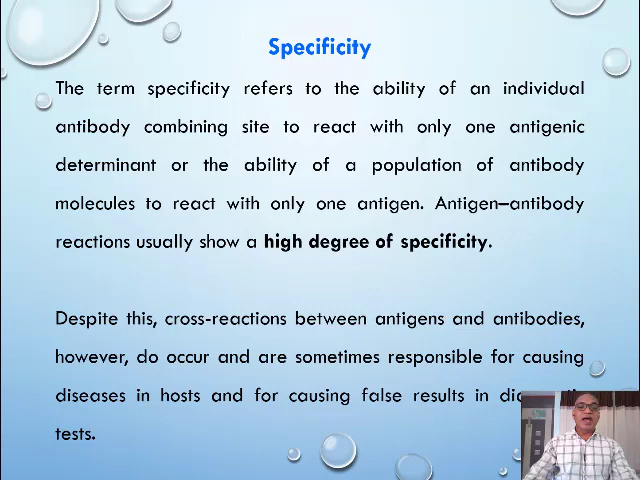 Specificity
The term specificity refers to the ability of an individual
antibody combining site to react with only one antigenic
determinant or the ability of a population of antibody
molecules to react with only one antigen. Antigen–antibody
reactions usually show a high degree of specificity.
Despite this, cross-reactions between antigens and antibodies,
however, do occur and are sometimes responsible for causing
diseases in hosts and for causing false results in
tests.